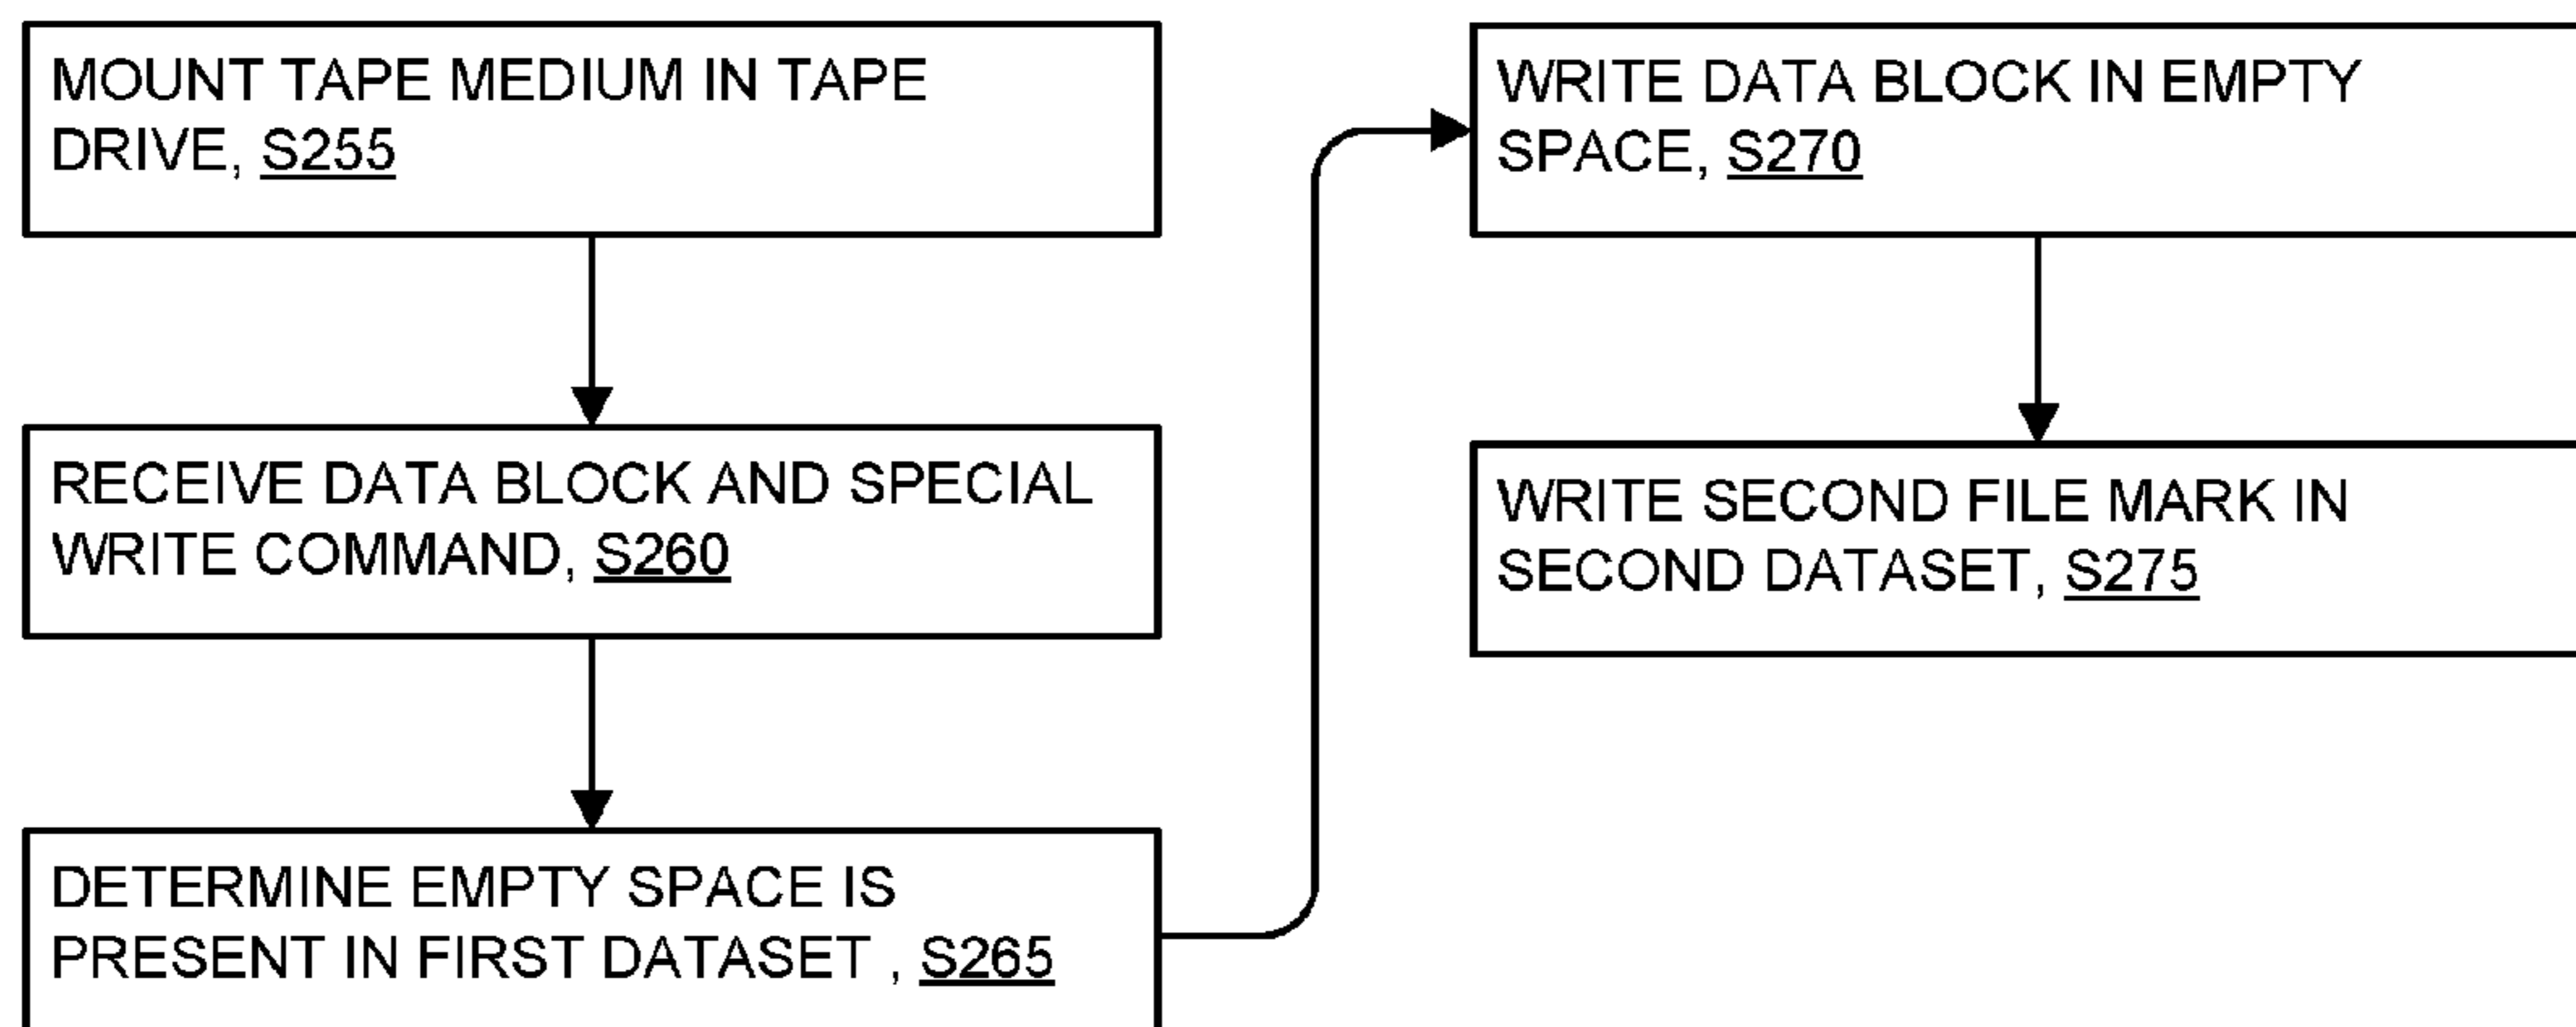 MOUNT TAPE MEDIUM IN TAPE
DRIVE, S255
RECEIVE DATA BLOCK AND SPECIAL
WRITE COMMAND, S260
DETERMINE EMPTY SPACE IS
PRESENT IN FIRST DATASET , S265
WRITE DATA BLOCK IN EMPTY
SPACE, S270
WRITE SECOND FILE MARK IN
SECOND DATASET, S275